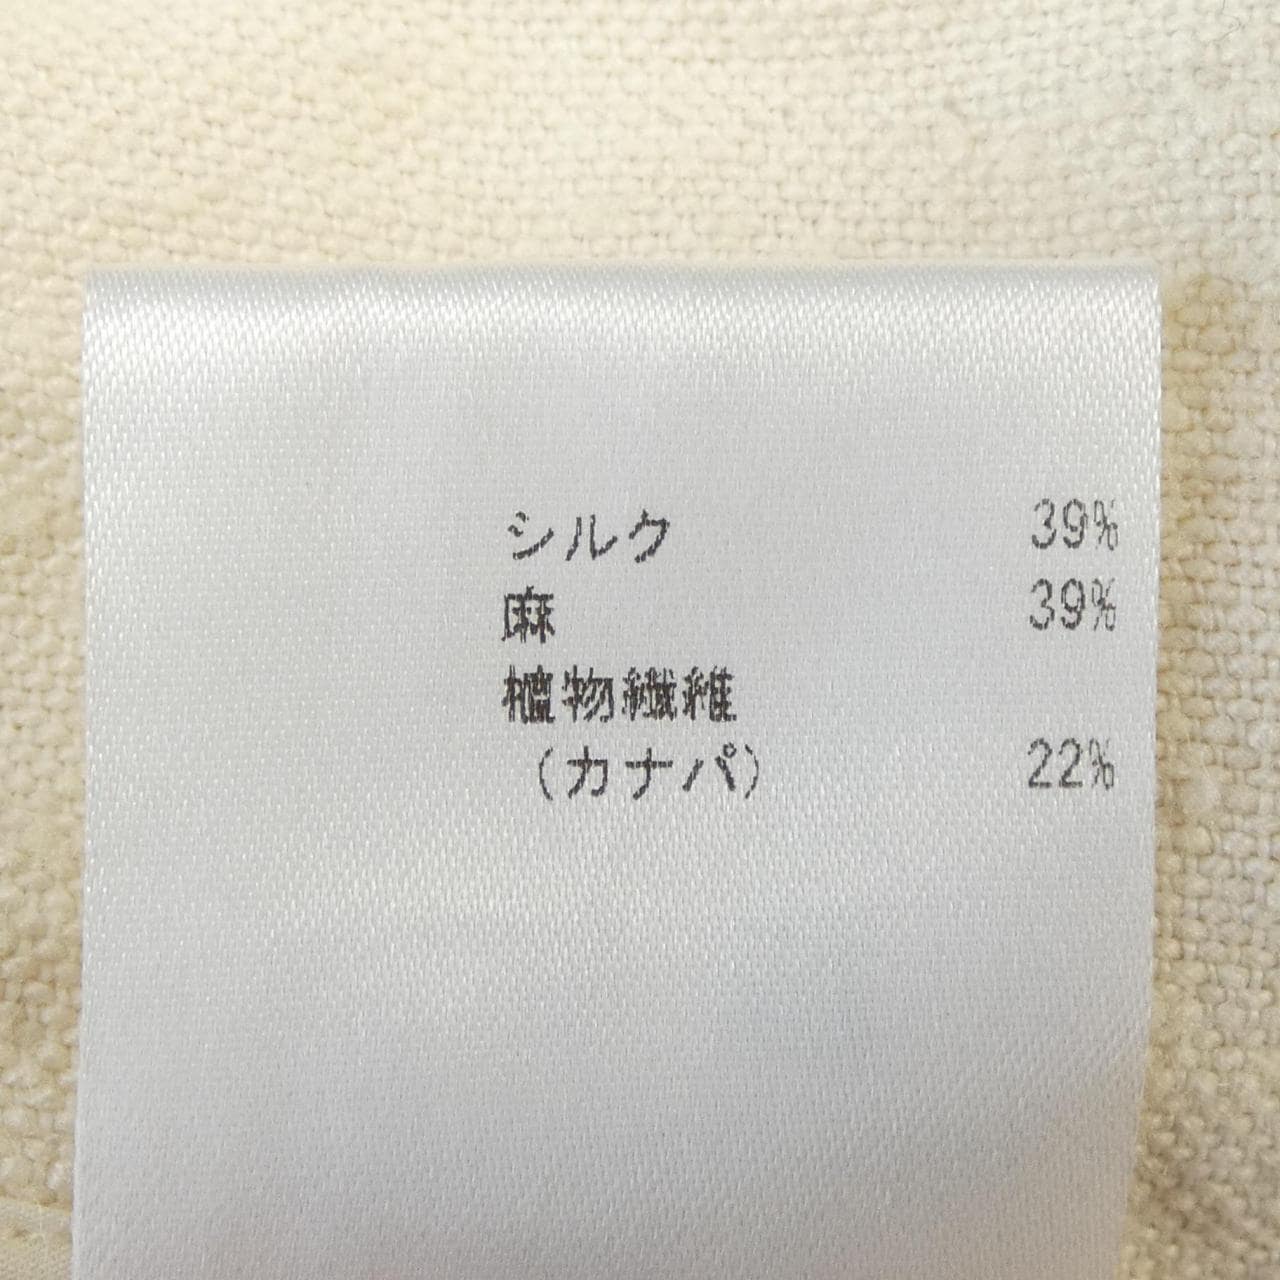 シルク 39%
麻 39%
植物繊維
(カナパ) 22%